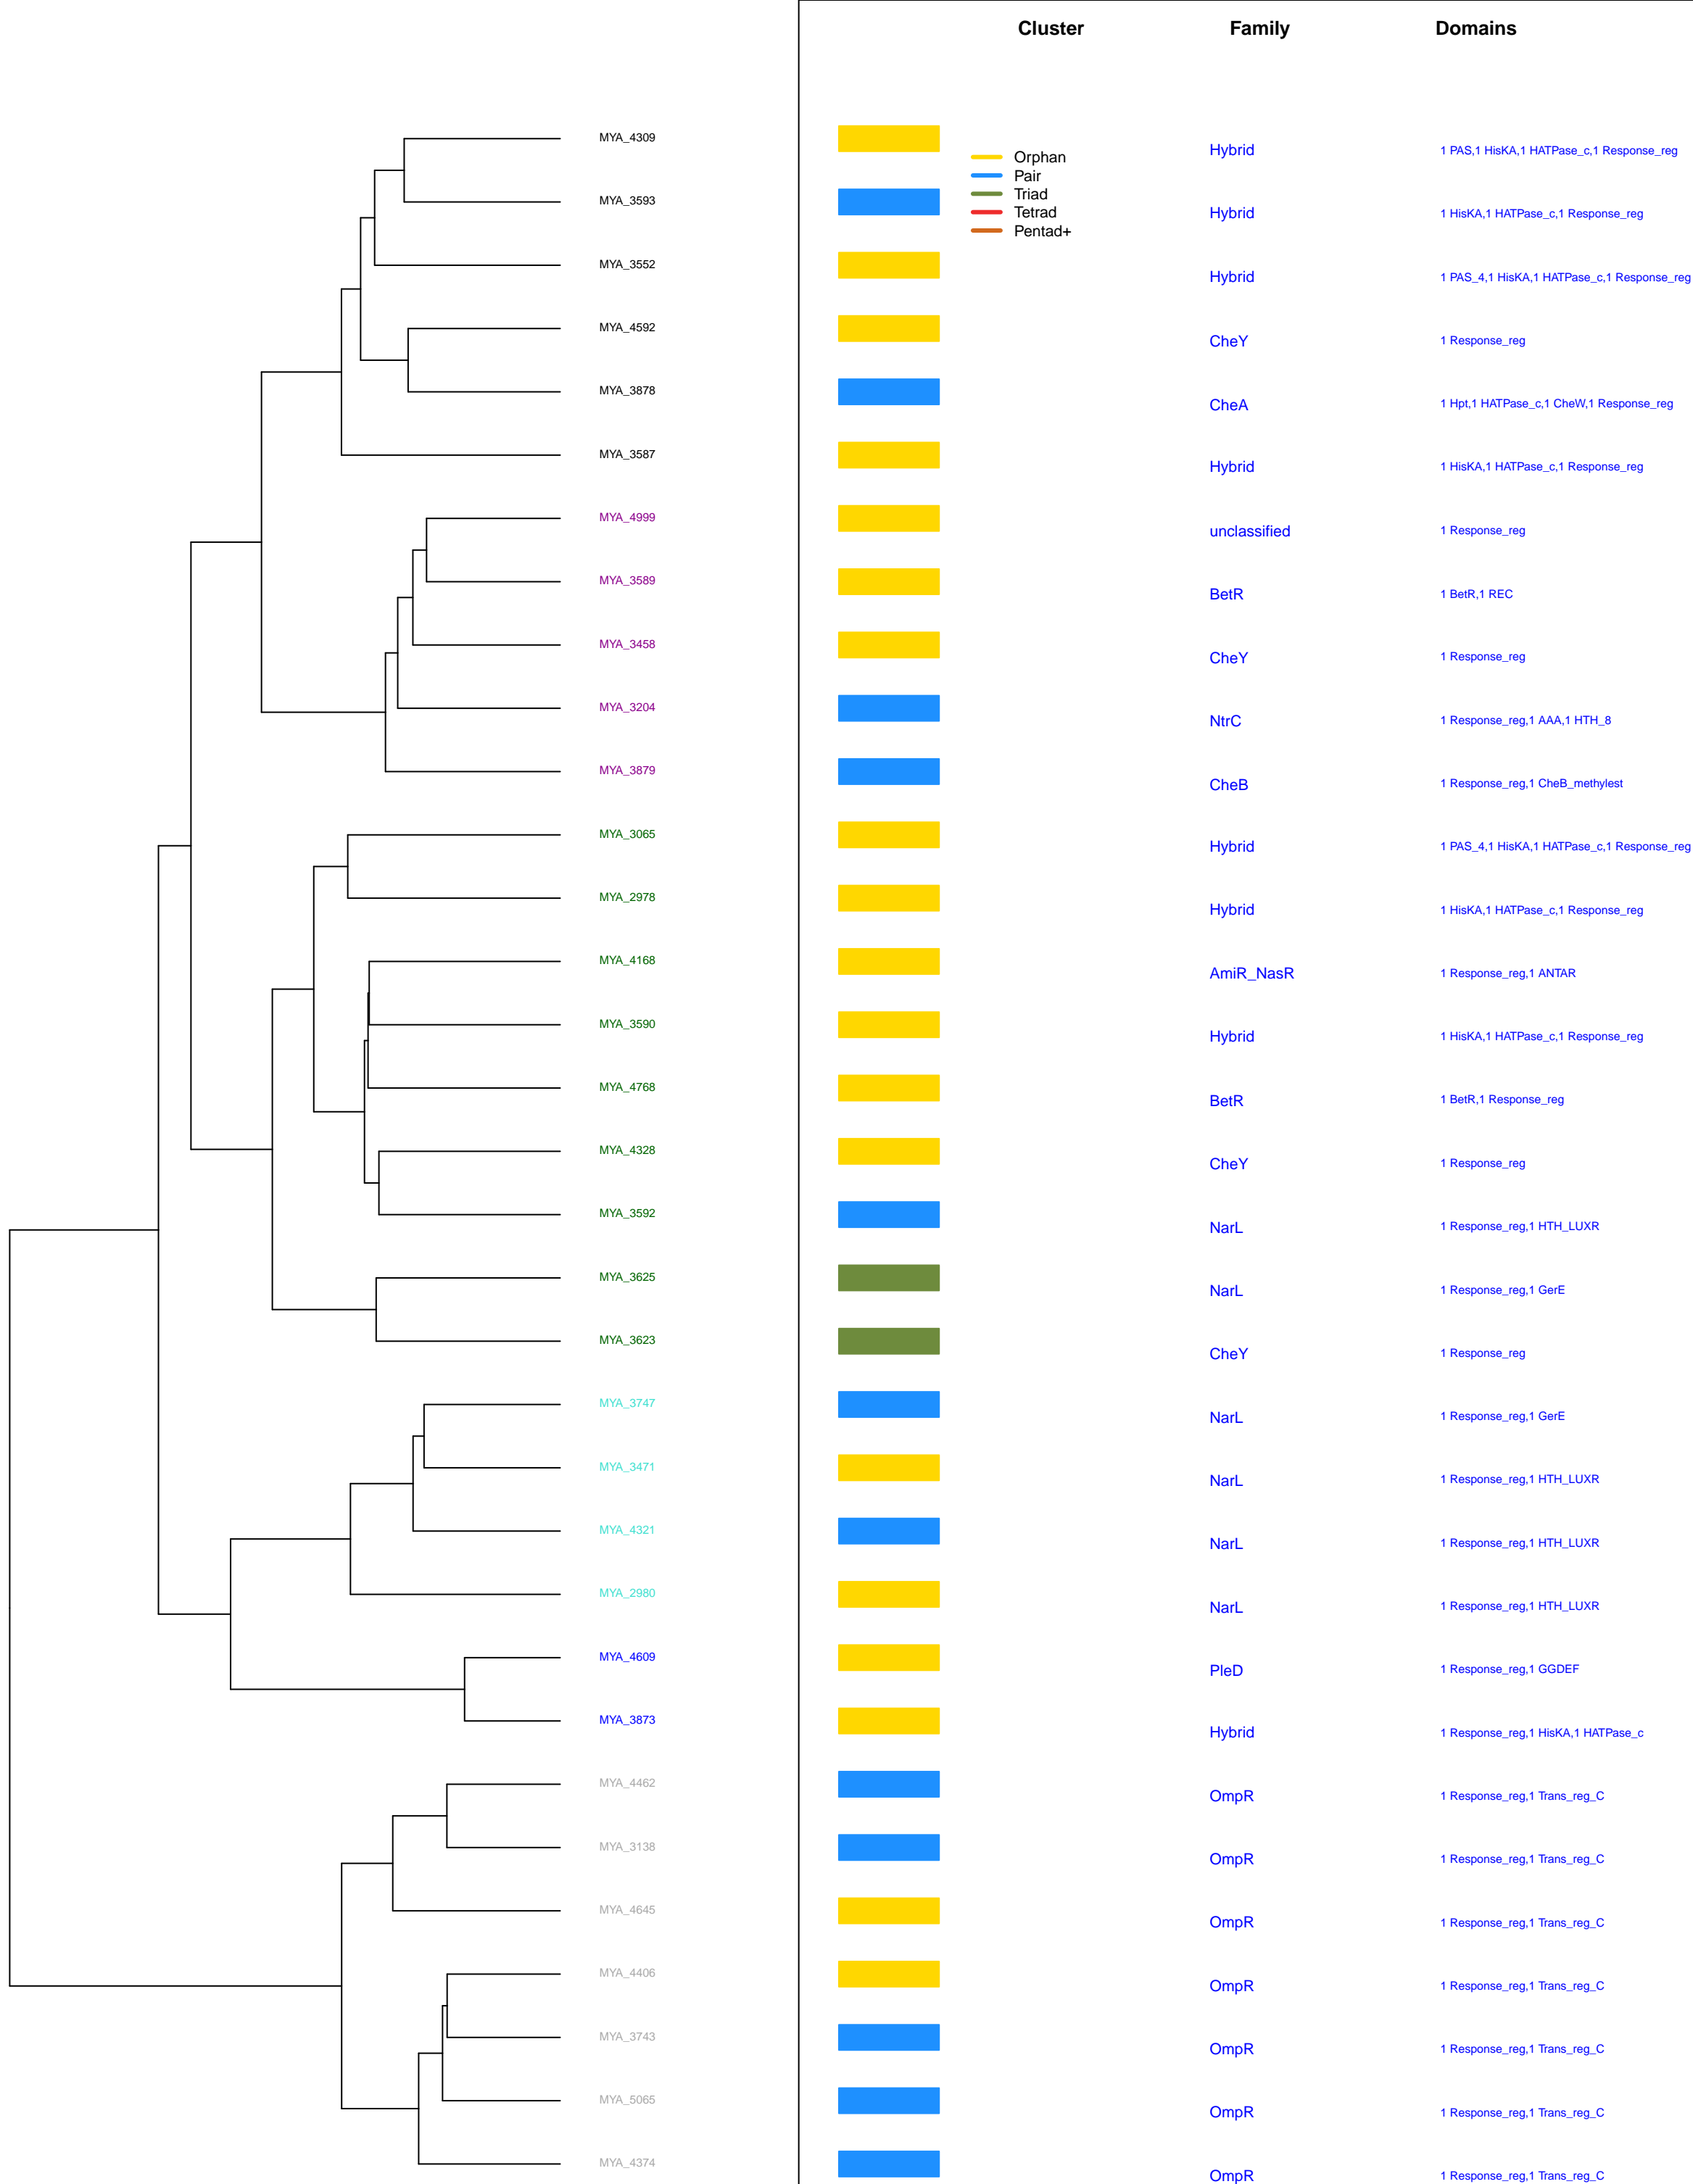 Cluster Family Domains
MYA_4309 Hybrid 1 PAS,1 HisKA,1 HATPase_c,1 Response_reg
Orphan
Pair
Triad
Tetrad
Pentad+
MYA_3593 Hybrid 1 HisKA,1 HATPase_c,1 Response_reg
MYA_3552 Hybrid 1 PAS_4,1 HisKA,1 HATPase_c,1 Response_reg
MYA_4592 CheY 1 Response_reg
MYA_3878 CheA 1 Hpt,1 HATPase_c,1 CheW,1 Response_reg
MYA_3587 Hybrid 1 HisKA,1 HATPase_c,1 Response_reg
MYA_4999 unclassified 1 Response_reg
MYA_3589 BetR 1 BetR,1 REC
MYA_3458 CheY 1 Response_reg
MYA_3204 NtrC 1 Response_reg,1 AAA,1 HTH_8
MYA_3879 CheB 1 Response_reg,1 CheB_methylest
MYA_3065 Hybrid 1 PAS_4,1 HisKA,1 HATPase_c,1 Response_reg
MYA_2978 Hybrid 1 HisKA,1 HATPase_c,1 Response_reg
MYA_4168 AmiR_NasR 1 Response_reg,1 ANTAR
MYA_3590 Hybrid 1 HisKA,1 HATPase_c,1 Response_reg
MYA_4768 BetR 1 BetR,1 Response_reg
MYA_4328 CheY 1 Response_reg
MYA_3592 NarL 1 Response_reg,1 HTH_LUXR
MYA_3625 NarL 1 Response_reg,1 GerE
MYA_3623 CheY 1 Response_reg
MYA_3747 NarL 1 Response_reg,1 GerE
MYA_3471 NarL 1 Response_reg,1 HTH_LUXR
MYA_4321 NarL 1 Response_reg,1 HTH_LUXR
MYA_2980 NarL 1 Response_reg,1 HTH_LUXR
MYA_4609 PleD 1 Response_reg,1 GGDEF
MYA_3873 Hybrid 1 Response_reg,1 HisKA,1 HATPase_c
MYA_4462 OmpR 1 Response_reg,1 Trans_reg_C
MYA_3138 OmpR 1 Response_reg,1 Trans_reg_C
MYA_4645 OmpR 1 Response_reg,1 Trans_reg_C
MYA_4406 OmpR 1 Response_reg,1 Trans_reg_C
MYA_3743 OmpR 1 Response_reg,1 Trans_reg_C
MYA_5065 OmpR 1 Response_reg,1 Trans_reg_C
MYA_4374 OmpR 1 Response_reg,1 Trans_reg_C